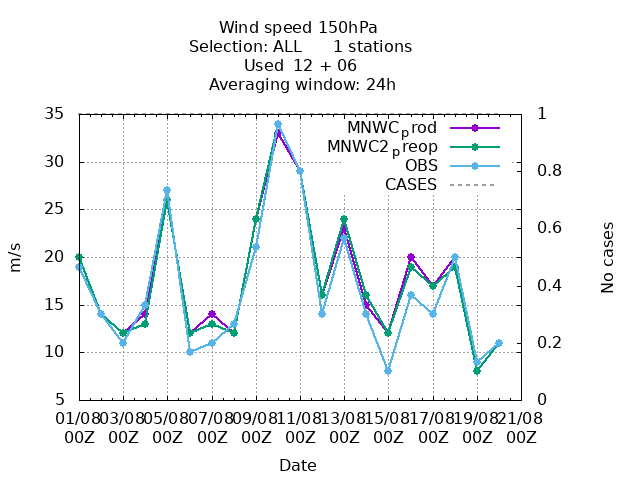 Wind speed 150hPa
Selection: ALL      1 stations
Used  12 + 06
Averaging window: 24h
35
30
25
20
15
10
5
m/s
1
0.8
0.6
0.4
0.2
0
No cases
MNWCprod
MNWC2preop
OBS
CASES
01/08 03/08 05/08 07/08 09/08 11/08 13/08 15/08 17/08 19/08 21/08
00Z 00Z 00Z 00Z 00Z 00Z 00Z 00Z 00Z 00Z 00Z
Date